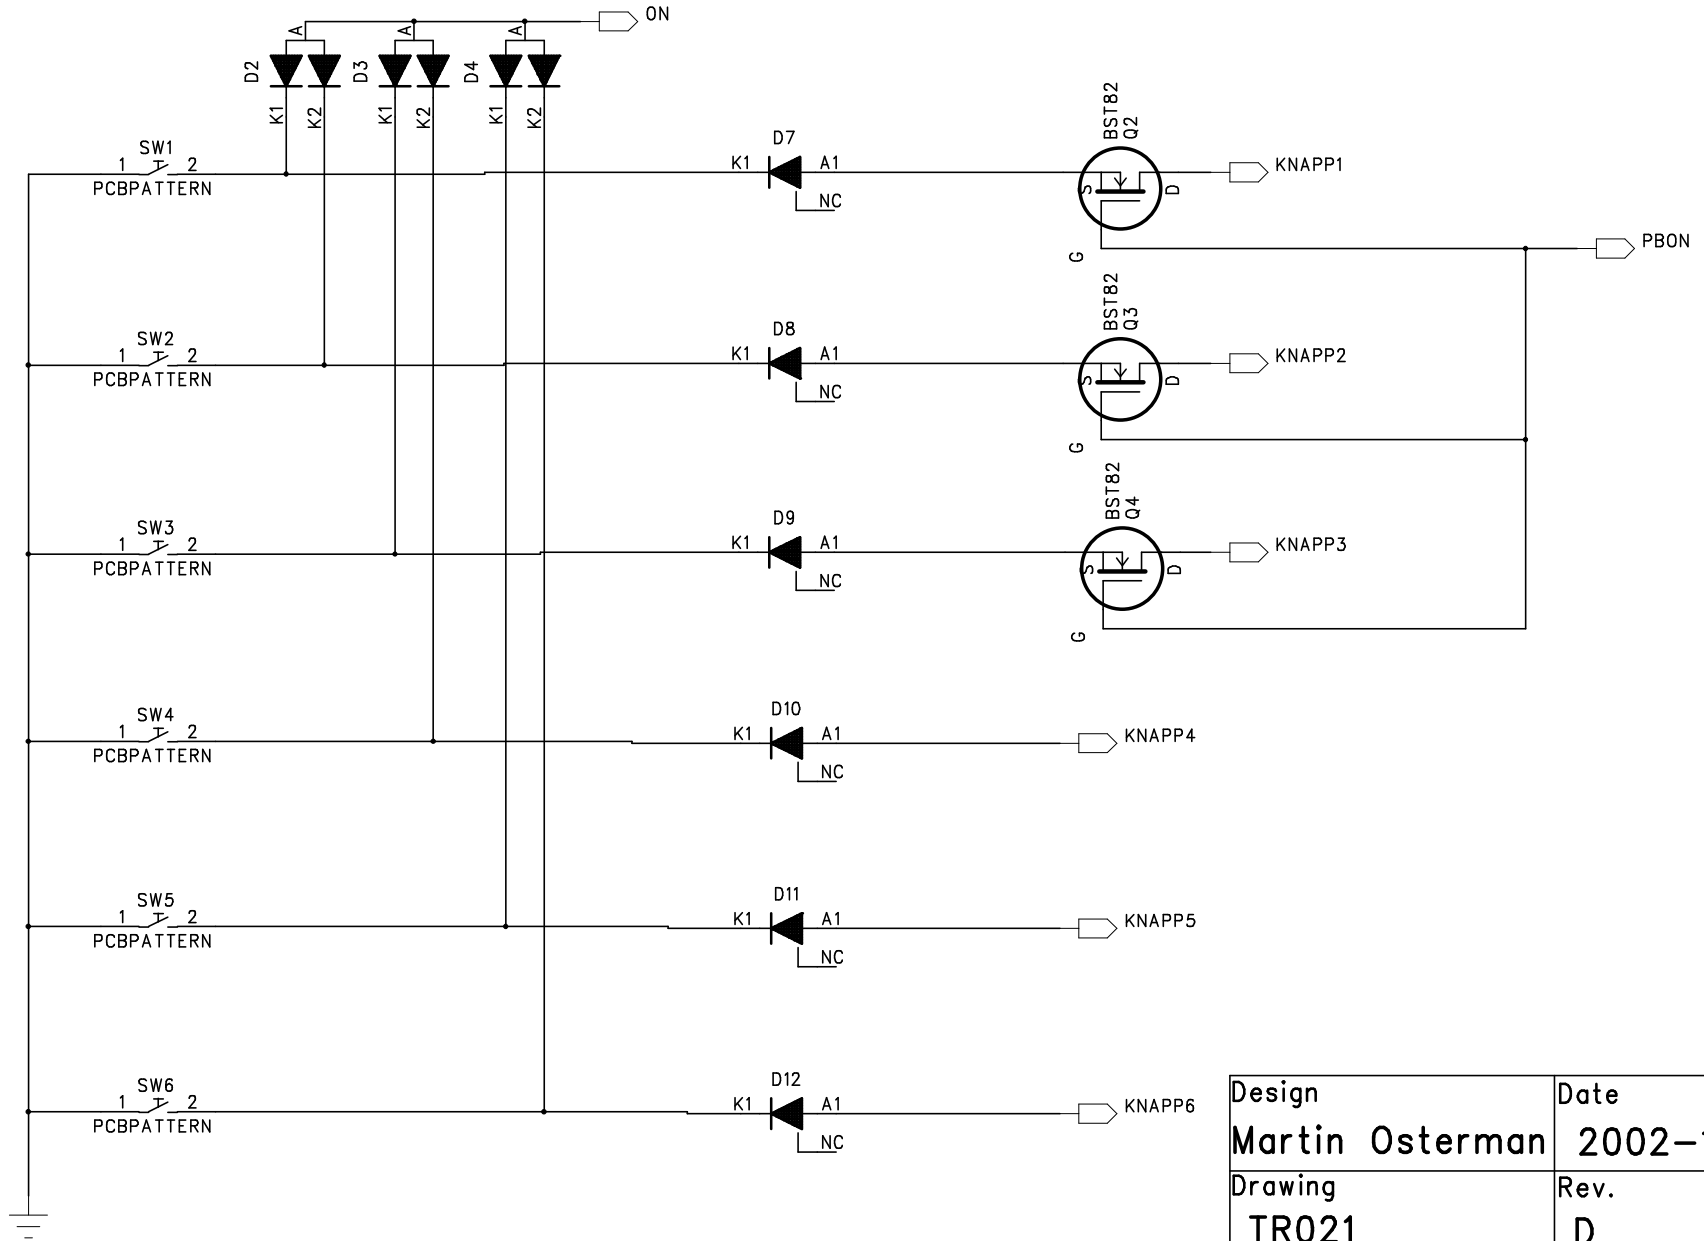 ON
A A A
D2 D3 D4
K1 K2 K1 K2 K1 K2
BST82
Q2
SW1
1 2
PCBPATTERN
D7
K1 A1
NC
S D
G
KNAPP1
PBON
BST82
Q3
SW2
1 2
PCBPATTERN
D8
K1 A1
NC
S D
G
KNAPP2
BST82
Q4
SW3
1 2
PCBPATTERN
D9
K1 A1
NC
S D
G
KNAPP3
SW4
1 2
PCBPATTERN
D10
K1 A1
NC
KNAPP4
SW5
1 2
PCBPATTERN
D11
K1 A1
NC
KNAPP5
SW6
1 2
PCBPATTERN
D12
K1 A1
NC
KNAPP6
Design Date
Martin Osterman 2002-
Drawing Rev.
TR021 D